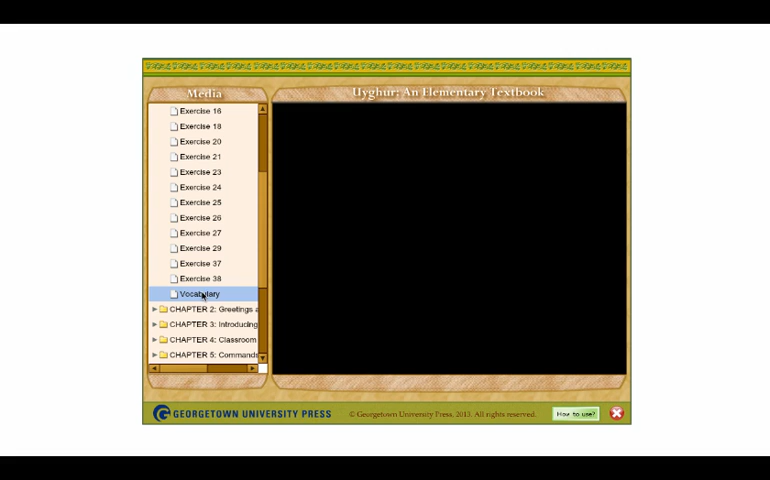 Media
Uyghur: An Elementary Textbook
Exercise 16
Exercise 18
Exercise 20
Exercise 21
Exercise 23
Exercise 24
Exercise 25
Exercise 26
Exercise 27
Exercise 29
Exercise 37
Exercise 38
Vocabulary
CHAPTER 2: Greetings a
CHAPTER 3: Introducing
CHAPTER 4: Classroom
CHAPTER 5: Commands
GEORGETOWN UNIVERSITY PRESS
© Georgetown University Press, 2013. All rights reserved.
How to use?